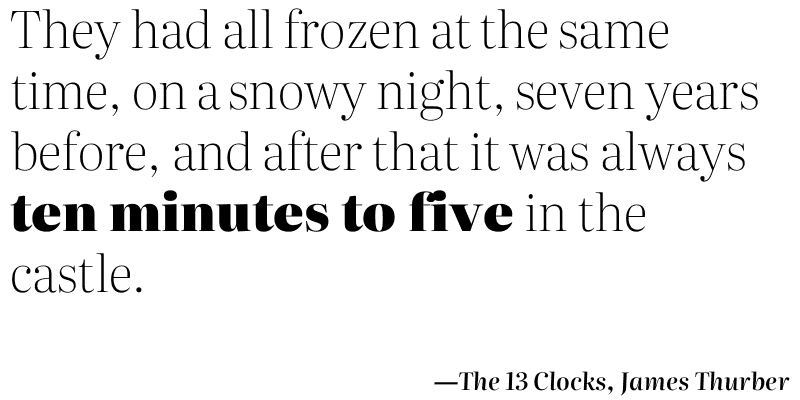 They had all frozen at the same
time, on a snowy night, seven years
before, and after that it was always
ten minutes to five in the
castle.
—The 13 Clocks, James Thurber